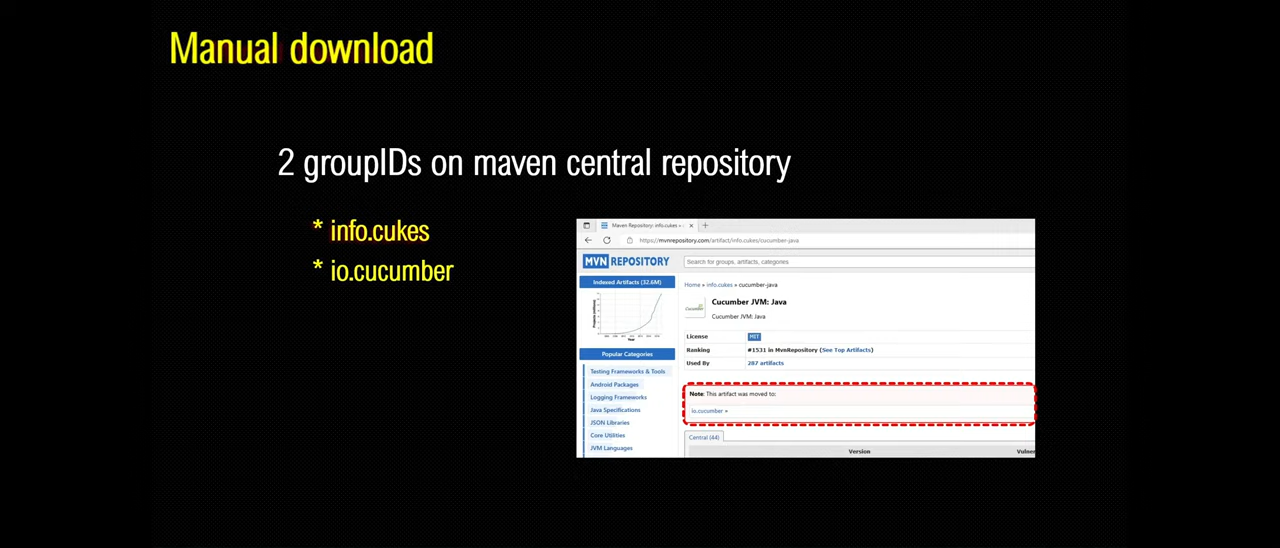 Manual download
2 groupIDs on maven central repository
* info.cukes
* io.cucumber
Maven Repository: info.cukes »
https://mvnrepository.com/artifact/info.cukes/cucumber-java
MVN REPOSITORY
Search for groups, artifacts, categories
Indexed Artifacts (32.6M)
Home » info.cukes » cucumber-java
Cucumber JVM: Java
Cucumber JVM: Java
License MIT
Ranking #1531 in MvnRepository (See Top Artifacts)
Used By 287 artifacts
Popular Categories
Testing Frameworks & Tools
Android Packages
Logging Frameworks
Java Specifications
JSON Libraries
Core Utilities
JVM Languages
Note: This artifact was moved to:
io.cucumber »
Central (44)
Version Vulner